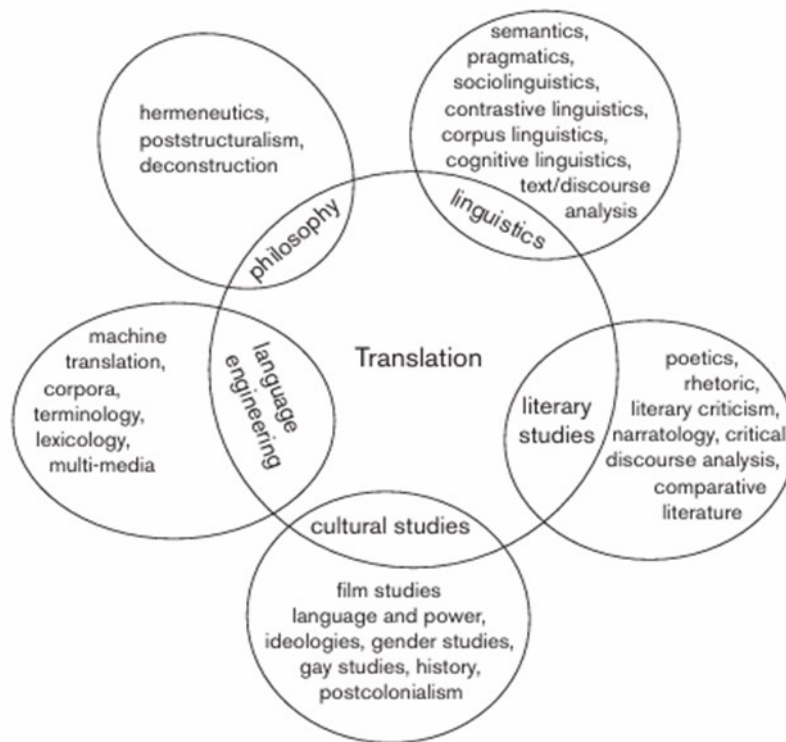 semantics,
pragmatics,
sociolinguistics,
contrastive linguistics,
corpus linguistics,
cognitive linguistics,
text/discourse
analysis
linguistics
hermeneutics,
poststructuralism,
deconstruction
philosophy
Translation
machine
translation,
corpora,
terminology,
lexicology,
multi-media
language
engineering
poetics,
rhetoric,
literary criticism,
narratology, critical
discourse analysis,
comparative
literature
literary
studies
cultural studies
film studies
language and power,
ideologies, gender studies,
gay studies, history,
postcolonialism